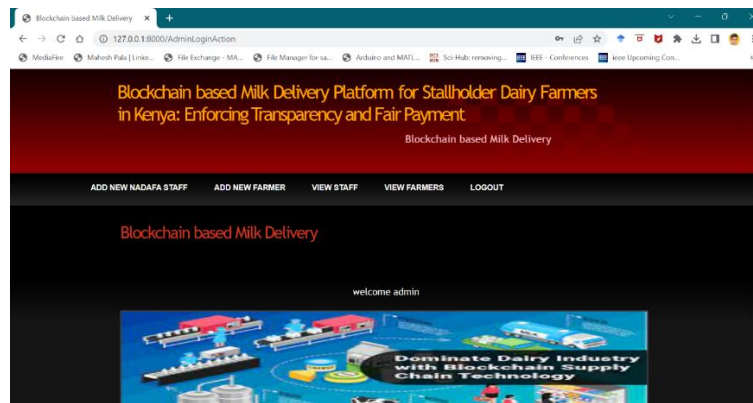 Blockchain based Milk Delivery
127.0.0.1:8000/AdminLoginAction
MediaFire Mahesh Pala | Linke... File Exchange - MA... File Manager for sa... Arduino and MATL... Sci-Hub: removing... IEEE - Conferences Ieee Upcoming Con...
Blockchain based Milk Delivery Platform for Stallholder Dairy Farmers
in Kenya: Enforcing Transparency and Fair Payment
Blockchain based Milk Delivery
ADD NEW NADAFA STAFF ADD NEW FARMER VIEW STAFF VIEW FARMERS LOGOUT
Blockchain based Milk Delivery
welcome admin
MILK
Dominate Dairy Industry
with Blockchain Supply
Chain Technology